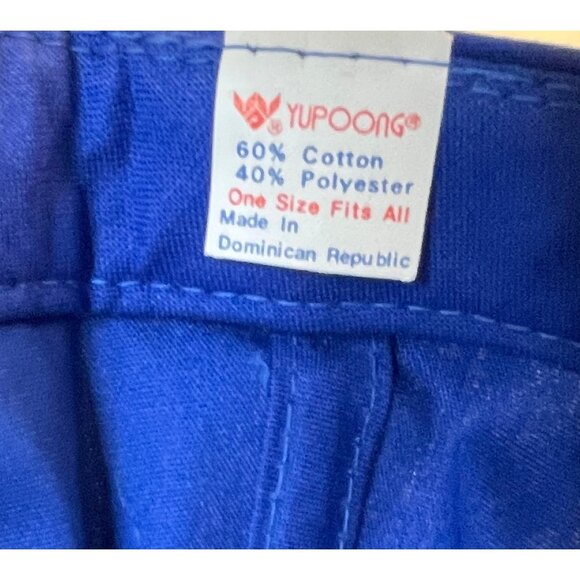 YUPOONG®
®
60% Cotton
40% Polyester
One Size Fits All
Made In
Dominican Republic